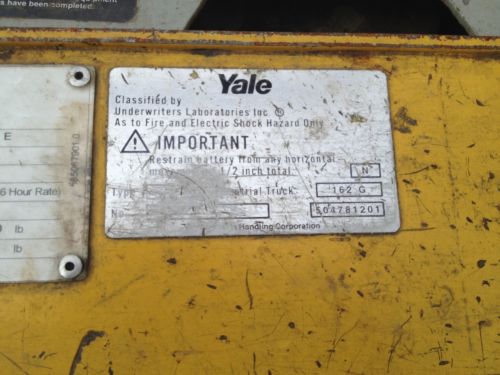 s have been completed.
E
6 Hour Rate)
lb
lb
Yale
Classified by
Underwriters Laboratories Inc. ®
As to Fire and Electric Shock Hazard Only
IMPORTANT
Restrain battery from any horizontal
/2 inch total N
Type Truck 162 G
No 504781201
Handling Corporation